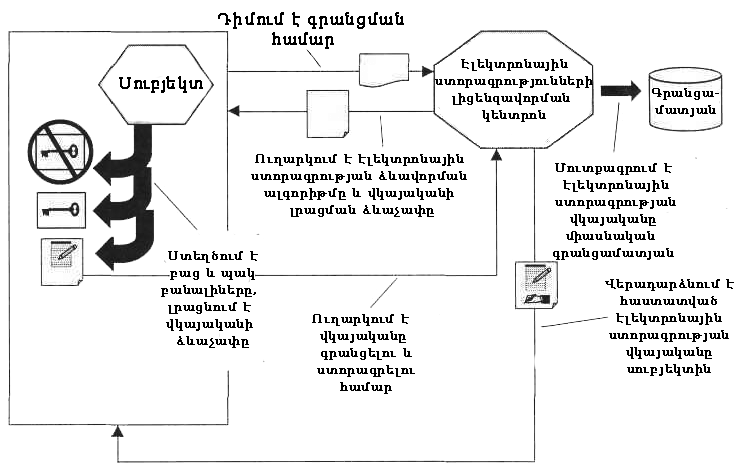 Դիմում է գրանցման
համար
Սուբյեկտ
Էլեկտրոնային
ստորագրությունների
լիցենզավորման
կենտրոն
Գրանցա-
մատյան
Ուղարկում է Էլեկտրոնային
ստորագրության ձևավորման
ալգորիթմը և վկայականի
լրացման ձևաչափը
Մուտքագրում է
Էլեկտրոնային
ստորագրության
վկայականը
միասնական
գրանցամատյան
Ստեղծում է
բաց և պակ
բանալիները,
լրացնում է
վկայականի
ձևաչափը
Ուղարկում է
վկայականը
գրանցելու և
ստորագրելու
համար
Վերադարձնում է
հաստատված
Էլեկտրոնային
ստորագրության
վկայականը
սուբյեկտին